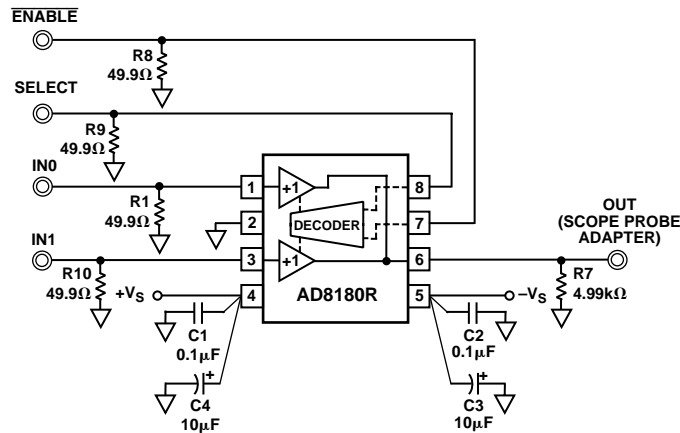 ENABLE
R8
49.9Ω
SELECT
R9
49.9Ω
IN0
R1
49.9Ω
IN1
R10
49.9Ω
+VS
C1
0.1μF
C4
10μF
+
1
2
3
4
+1
+1
DECODER
AD8180R
8
7
6
5
OUT
(SCOPE PROBE
ADAPTER)
R7
4.99kΩ
–VS
C2
0.1μF
+
C3
10μF